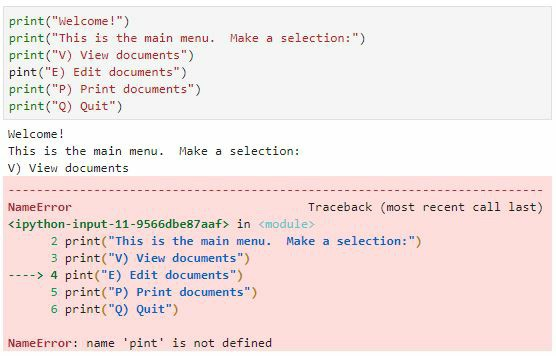 print("Welcome!")
print("This is the main menu.  Make a selection:")
print("V) View documents")
pint("E) Edit documents")
print("P) Print documents")
print("Q) Quit")
Welcome!
This is the main menu.  Make a selection:
V) View documents
---------------------------------------------------------------------------
NameError                                 Traceback (most recent call last)
<ipython-input-11-9566dbe87aaf> in <module>
      2 print("This is the main menu.  Make a selection:")
      3 print("V) View documents")
----> 4 pint("E) Edit documents")
      5 print("P) Print documents")
      6 print("Q) Quit")
NameError: name 'pint' is not defined